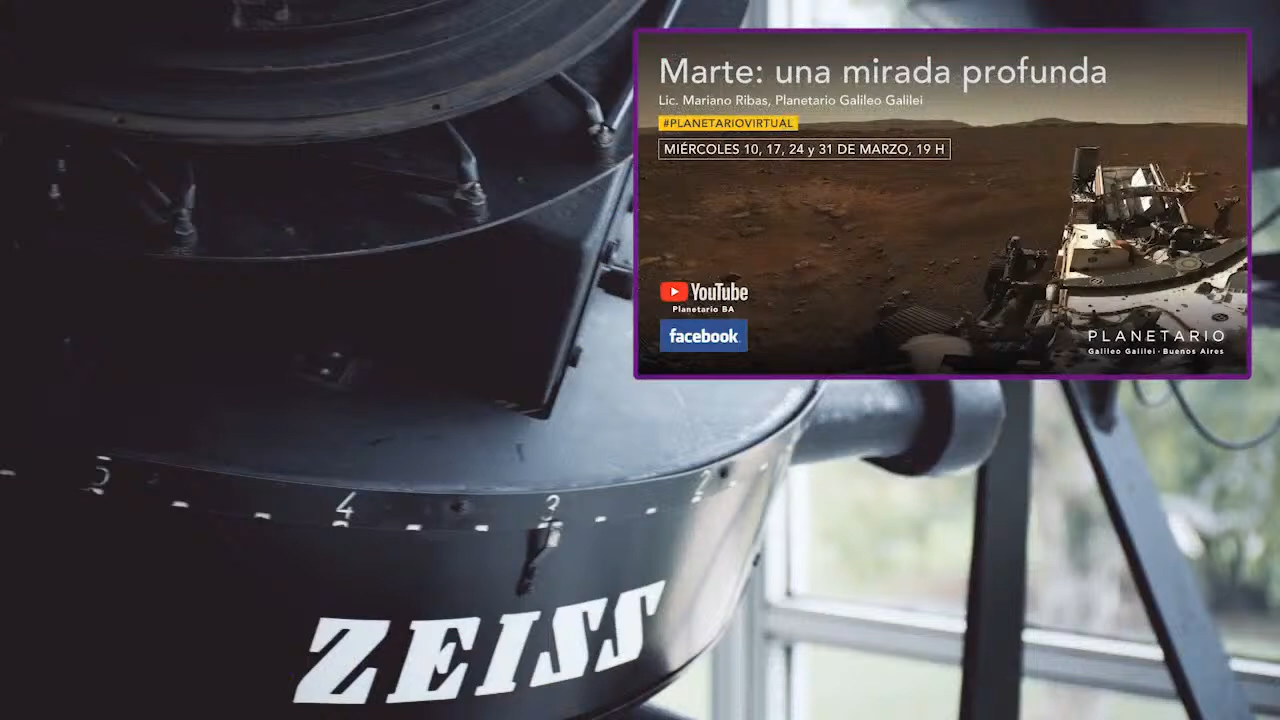 Marte: una mirada profunda
Lic. Mariano Ribas, Planetario Galileo Galilei
#PLANETARIOVIRTUAL
MIÉRCOLES 10, 17, 24 y 31 DE MARZO, 19 H
YouTube
Planetario BA
facebook
PLANETARIO
Galileo Galilei · Buenos Aires
5 4 3 2
ZEISS